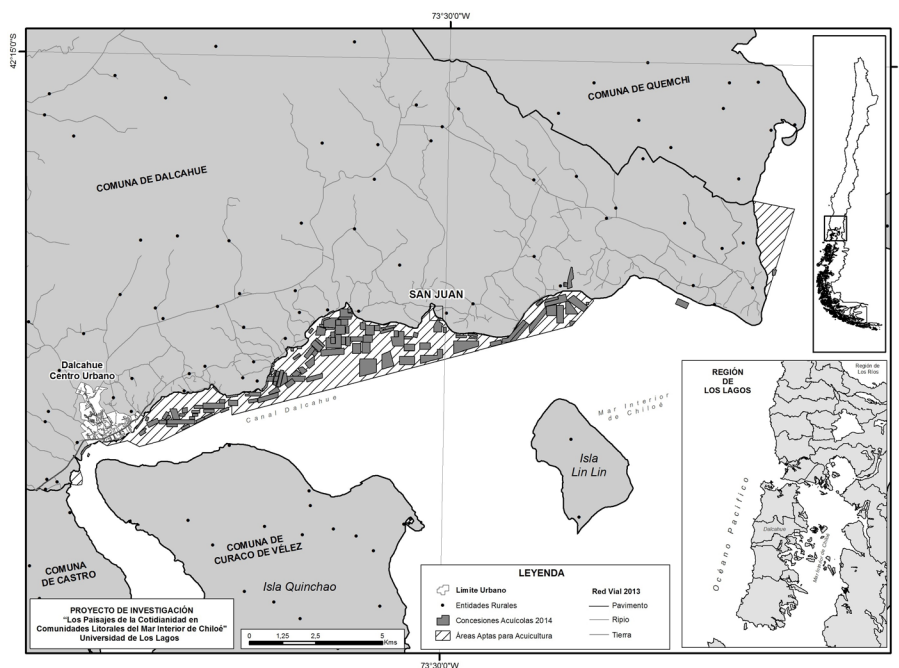 73°30'0"W
42°15'0"S
COMUNA DE QUEMCHI
COMUNA DE DALCAHUE
SAN JUAN
Dalcahue
Centro Urbano
Canal Dalcahue
Mar Interior
de Chiloé
Isla
Lin Lin
COMUNA DE
CURACO DE VÉLEZ
Isla Quinchao
COMUNA
DE CASTRO
REGIÓN
DE
LOS LAGOS
Región de
Los Ríos
Océano Pacífico
Dalcahue
Mar Interior de Chiloé
PROYECTO DE INVESTIGACIÓN
"Los Paisajes de la Cotidianidad en
Comunidades Litorales del Mar Interior de Chiloé"
Universidad de Los Lagos
0 1,25 2,5 5
Kms
LEYENDA
Límite Urbano
Entidades Rurales
Concesiones Acuícolas 2014
Áreas Aptas para Acuicultura
Red Vial 2013
Pavimento
Ripio
Tierra
73°30'0"W